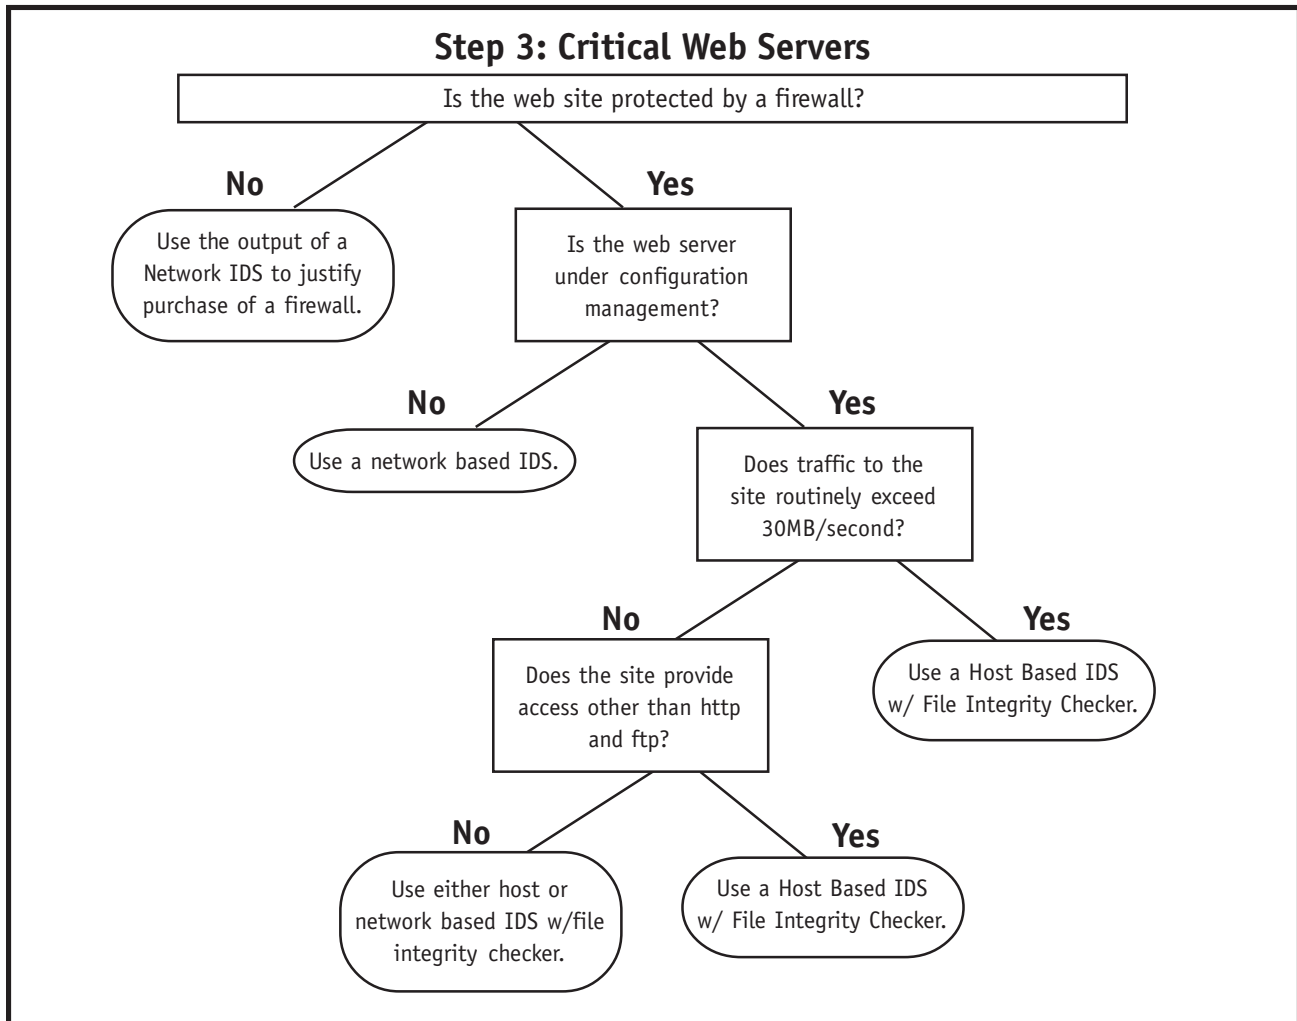 Step 3: Critical Web Servers
Is the web site protected by a firewall?
No
Yes
Use the output of a
Network IDS to justify
purchase of a firewall.
Is the web server
under configuration
management?
No
Yes
Use a network based IDS.
Does traffic to the
site routinely exceed
30MB/second?
No
Yes
Does the site provide
access other than http
and ftp?
Use a Host Based IDS
w/ File Integrity Checker.
No
Yes
Use either host or
network based IDS w/file
integrity checker.
Use a Host Based IDS
w/ File Integrity Checker.